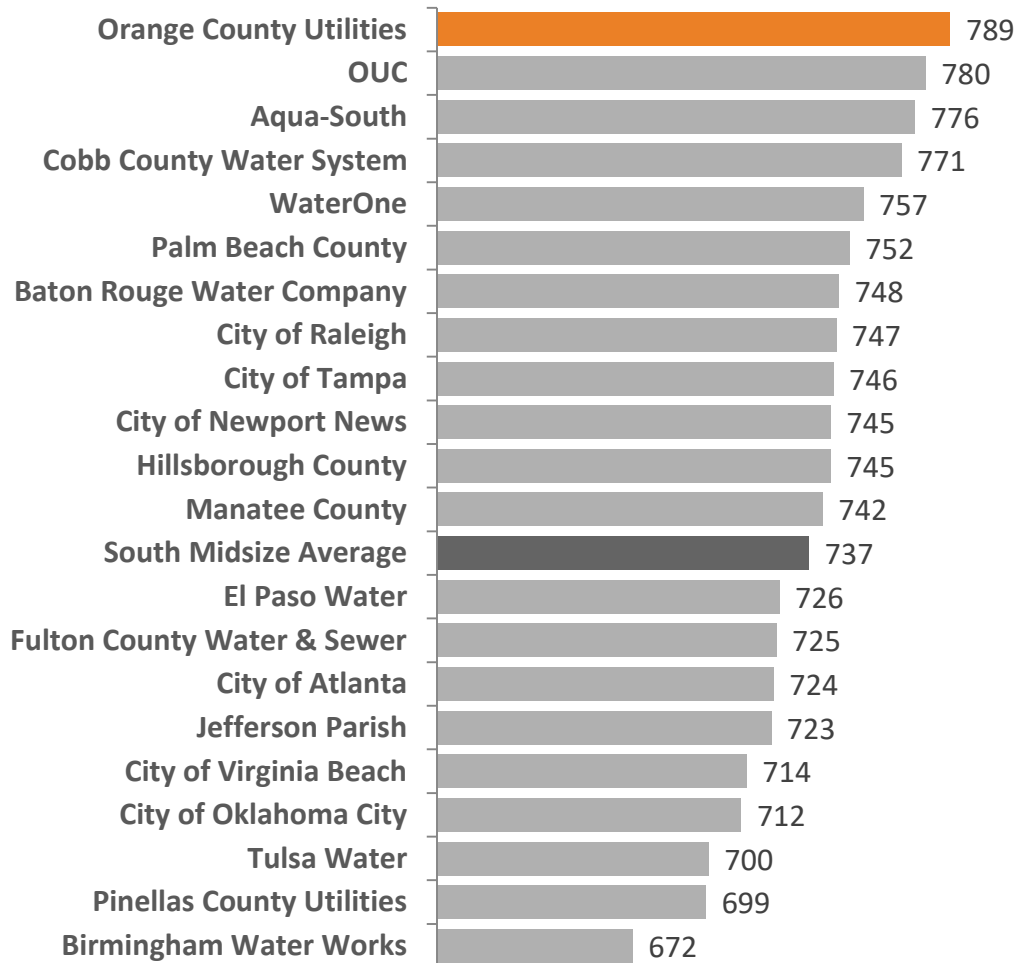 Orange County Utilities 789
OUC 780
Aqua-South 776
Cobb County Water System 771
WaterOne 757
Palm Beach County 752
Baton Rouge Water Company 748
City of Raleigh 747
City of Tampa 746
City of Newport News 745
Hillsborough County 745
Manatee County 742
South Midsize Average 737
El Paso Water 726
Fulton County Water & Sewer 725
City of Atlanta 724
Jefferson Parish 723
City of Virginia Beach 714
City of Oklahoma City 712
Tulsa Water 700
Pinellas County Utilities 699
Birmingham Water Works 672